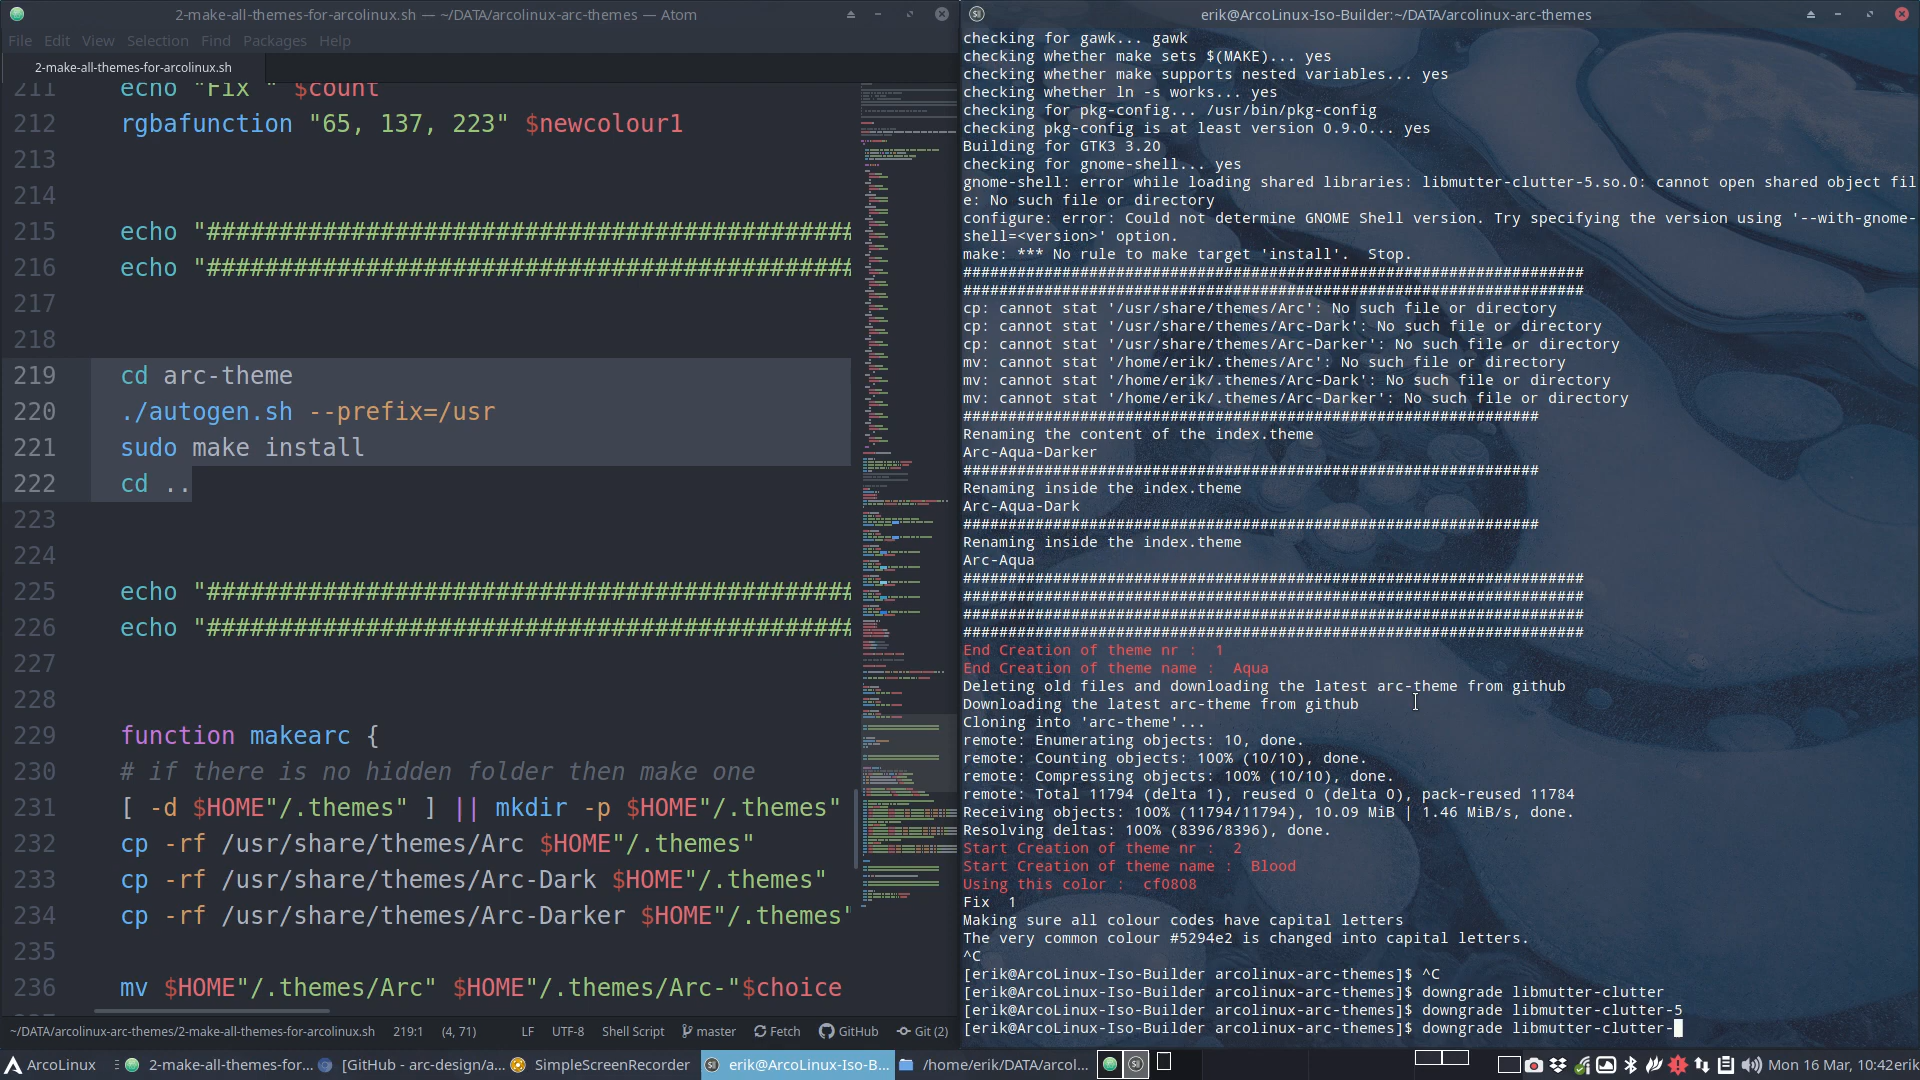 2-make-all-themes-for-arcolinux.sh — ~/DATA/arcolinux-arc-themes — Atom
File Edit View Selection Find Packages Help
2-make-all-themes-for-arcolinux.sh
211 echo "Fix " $count
212 rgbafunction "65, 137, 223" $newcolour1
213
214
215 echo "#############################################
216 echo "#############################################
217
218
219 cd arc-theme
220 ./autogen.sh --prefix=/usr
221 sudo make install
222 cd ..
223
224
225 echo "#############################################
226 echo "#############################################
227
228
229 function makearc {
230 # if there is no hidden folder then make one
231 [ -d $HOME"/.themes" ] || mkdir -p $HOME"/.themes"
232 cp -rf /usr/share/themes/Arc $HOME"/.themes"
233 cp -rf /usr/share/themes/Arc-Dark $HOME"/.themes"
234 cp -rf /usr/share/themes/Arc-Darker $HOME"/.themes"
235
236 mv $HOME"/.themes/Arc" $HOME"/.themes/Arc-"$choice
~/DATA/arcolinux-arc-themes/2-make-all-themes-for-arcolinux.sh 219:1 (4, 71) LF UTF-8 Shell Script master Fetch GitHub Git (2)
erik@ArcoLinux-Iso-Builder:~/DATA/arcolinux-arc-themes
checking for gawk... gawk
checking whether make sets $(MAKE)... yes
checking whether make supports nested variables... yes
checking whether ln -s works... yes
checking for pkg-config... /usr/bin/pkg-config
checking pkg-config is at least version 0.9.0... yes
Building for GTK3 3.20
checking for gnome-shell... yes
gnome-shell: error while loading shared libraries: libmutter-clutter-5.so.0: cannot open shared object fil
e: No such file or directory
configure: error: Could not determine GNOME Shell version. Try specifying the version using '--with-gnome-
shell=<version>' option.
make: *** No rule to make target 'install'.  Stop.
#####################################################################
#####################################################################
cp: cannot stat '/usr/share/themes/Arc': No such file or directory
cp: cannot stat '/usr/share/themes/Arc-Dark': No such file or directory
cp: cannot stat '/usr/share/themes/Arc-Darker': No such file or directory
mv: cannot stat '/home/erik/.themes/Arc': No such file or directory
mv: cannot stat '/home/erik/.themes/Arc-Dark': No such file or directory
mv: cannot stat '/home/erik/.themes/Arc-Darker': No such file or directory
################################################################
Renaming the content of the index.theme
Arc-Aqua-Darker
################################################################
Renaming inside the index.theme
Arc-Aqua-Dark
################################################################
Renaming inside the index.theme
Arc-Aqua
#####################################################################
#####################################################################
#####################################################################
#####################################################################
End Creation of theme nr :  1
End Creation of theme name :  Aqua
Deleting old files and downloading the latest arc-theme from github
Downloading the latest arc-theme from github
Cloning into 'arc-theme'...
remote: Enumerating objects: 10, done.
remote: Counting objects: 100% (10/10), done.
remote: Compressing objects: 100% (10/10), done.
remote: Total 11794 (delta 1), reused 0 (delta 0), pack-reused 11784
Receiving objects: 100% (11794/11794), 10.09 MiB | 1.46 MiB/s, done.
Resolving deltas: 100% (8396/8396), done.
Start Creation of theme nr :  2
Start Creation of theme name :  Blood
Using this color :  cf0808
Fix  1
Making sure all colour codes have capital letters
The very common colour #5294e2 is changed into capital letters.
^C
[erik@ArcoLinux-Iso-Builder arcolinux-arc-themes]$ ^C
[erik@ArcoLinux-Iso-Builder arcolinux-arc-themes]$ downgrade libmutter-clutter
[erik@ArcoLinux-Iso-Builder arcolinux-arc-themes]$ downgrade libmutter-clutter-5
[erik@ArcoLinux-Iso-Builder arcolinux-arc-themes]$ downgrade libmutter-clutter-
ArcoLinux 2-make-all-themes-for... [GitHub - arc-design/a... SimpleScreenRecorder erik@ArcoLinux-Iso-B... /home/erik/DATA/arcol... Mon 16 Mar, 10:42 erik